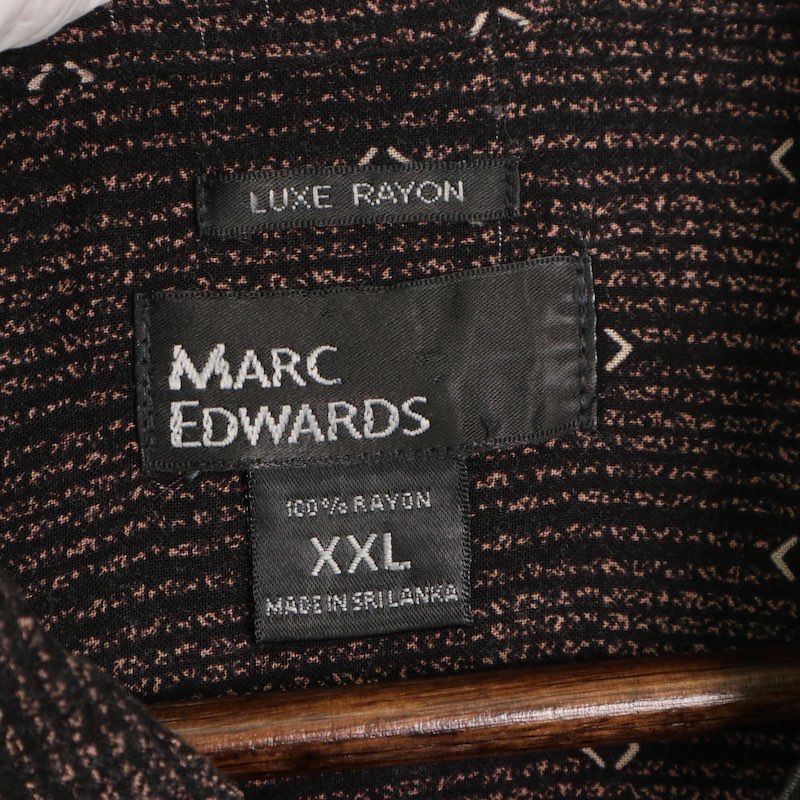 LUXE RAYON
MARC
EDWARDS
100% RAYON
XXL
MADE IN SRI LANKA